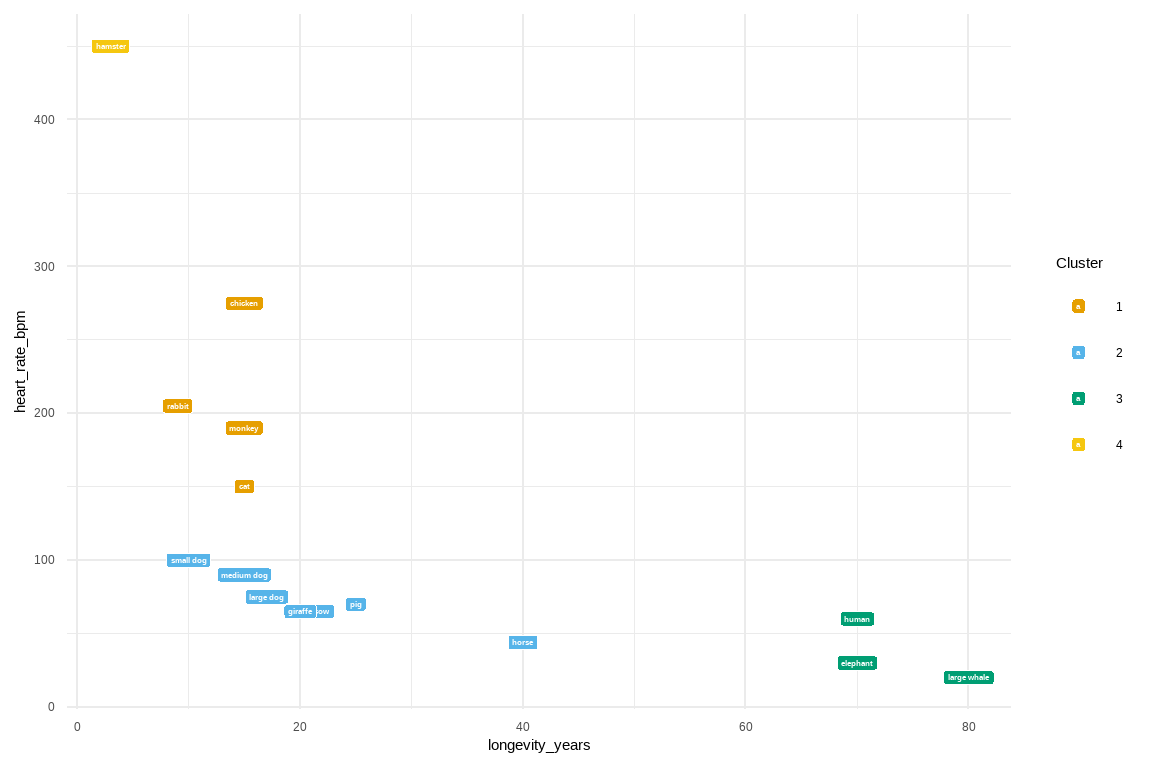 hamster
400
300
chicken
rabbit
200
monkey
cat
100
small dog
medium dog
large dog
giraffe
pig
human
horse
elephant
large whale
0
0
20
40
60
80
longevity_years
heart_rate_bpm
Cluster
a 1
a 2
a 3
a 4